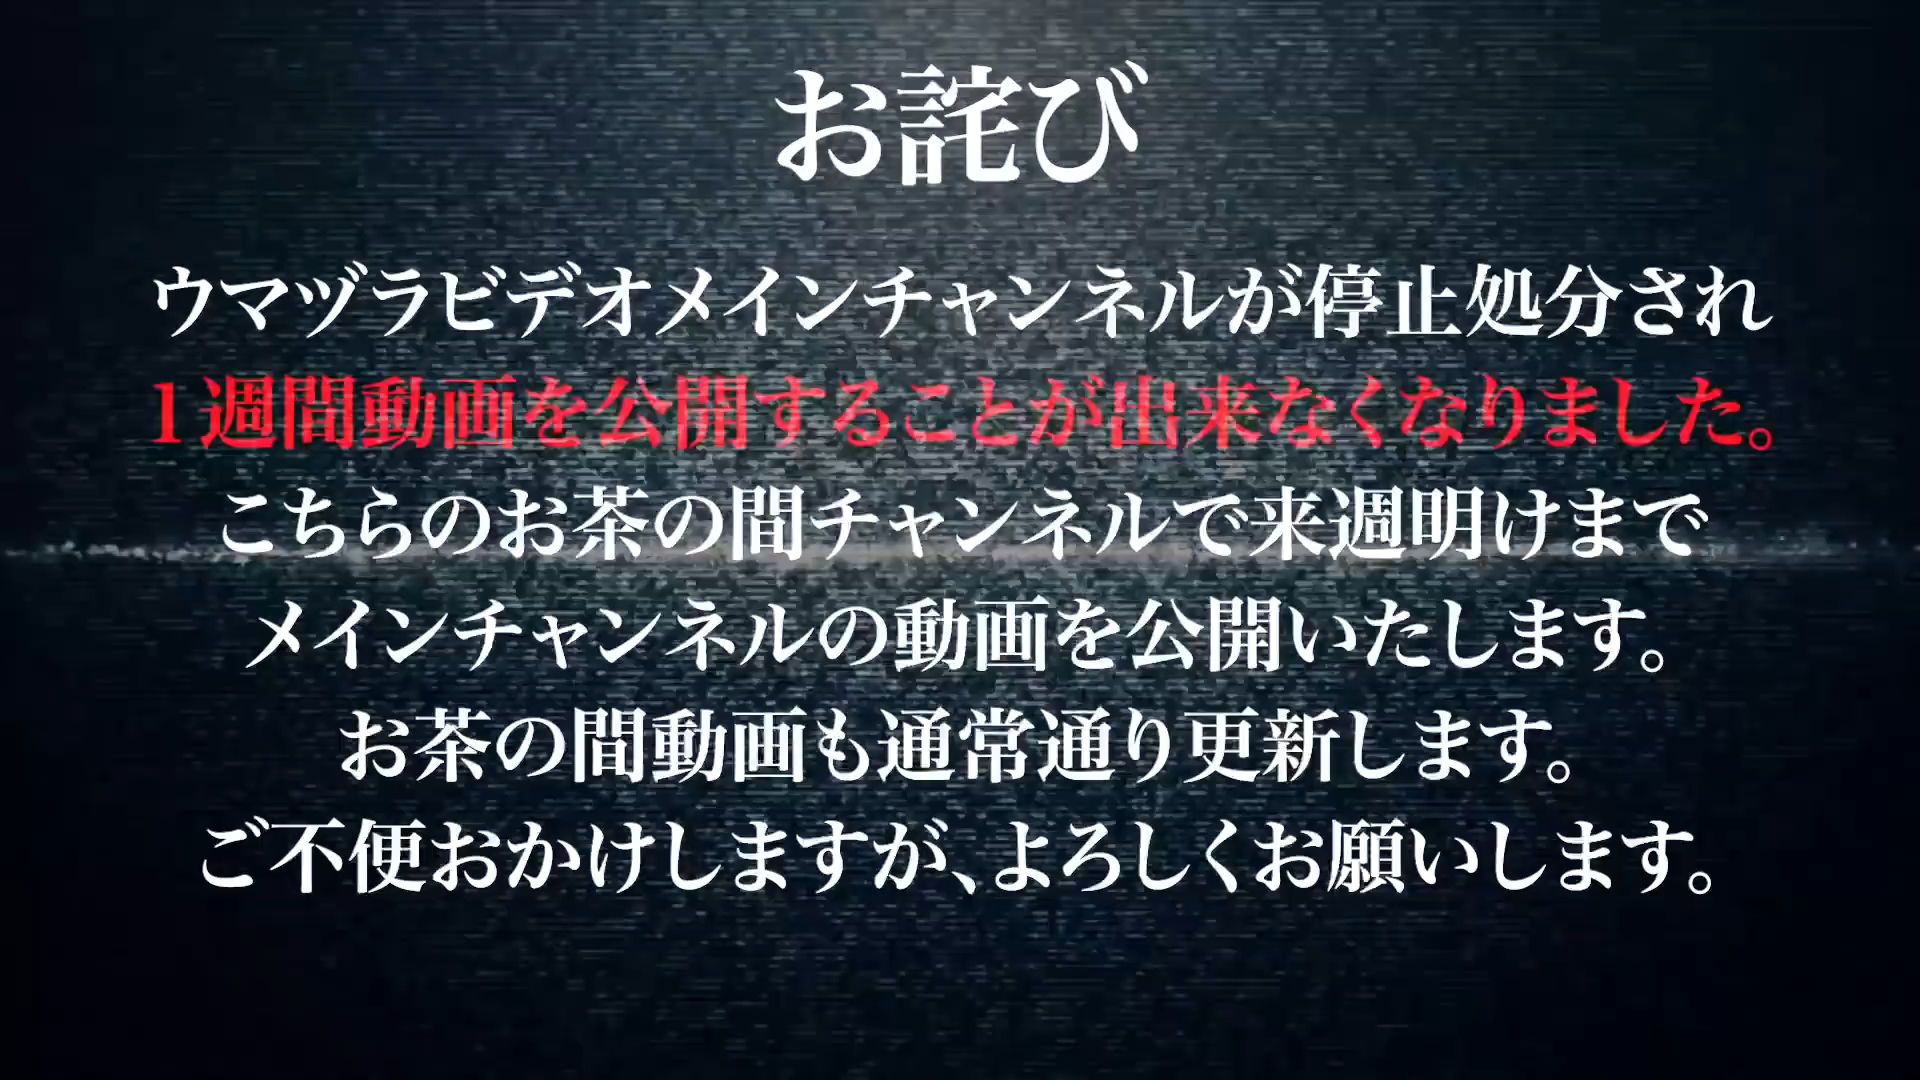 お詫び
ウマヅラビデオメインチャンネルが停止処分され
1週間動画を公開することが出来なくなりました。
こちらのお茶の間チャンネルで来週明けまで
メインチャンネルの動画を公開いたします。
お茶の間動画も通常通り更新します。
ご不便おかけしますが、よろしくお願いします。